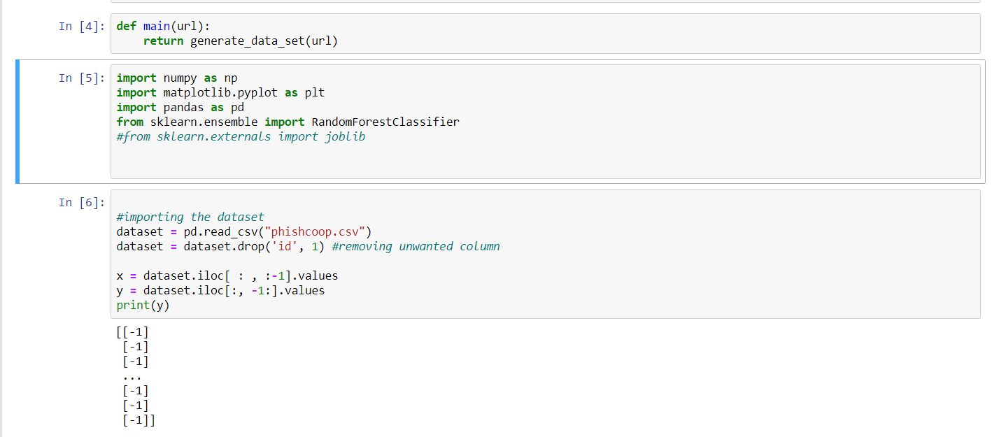 In [4]:
def main(url):
    return generate_data_set(url)
In [5]:
import numpy as np
import matplotlib.pyplot as plt
import pandas as pd
from sklearn.ensemble import RandomForestClassifier
#from sklearn.externals import joblib
In [6]:
#importing the dataset
dataset = pd.read_csv("phishcoop.csv")
dataset = dataset.drop('id', 1) #removing unwanted column
x = dataset.iloc[ : , :-1].values
y = dataset.iloc[:, -1:].values
print(y)
[[-1]
 [-1]
 [-1]
 ...
 [-1]
 [-1]
 [-1]]